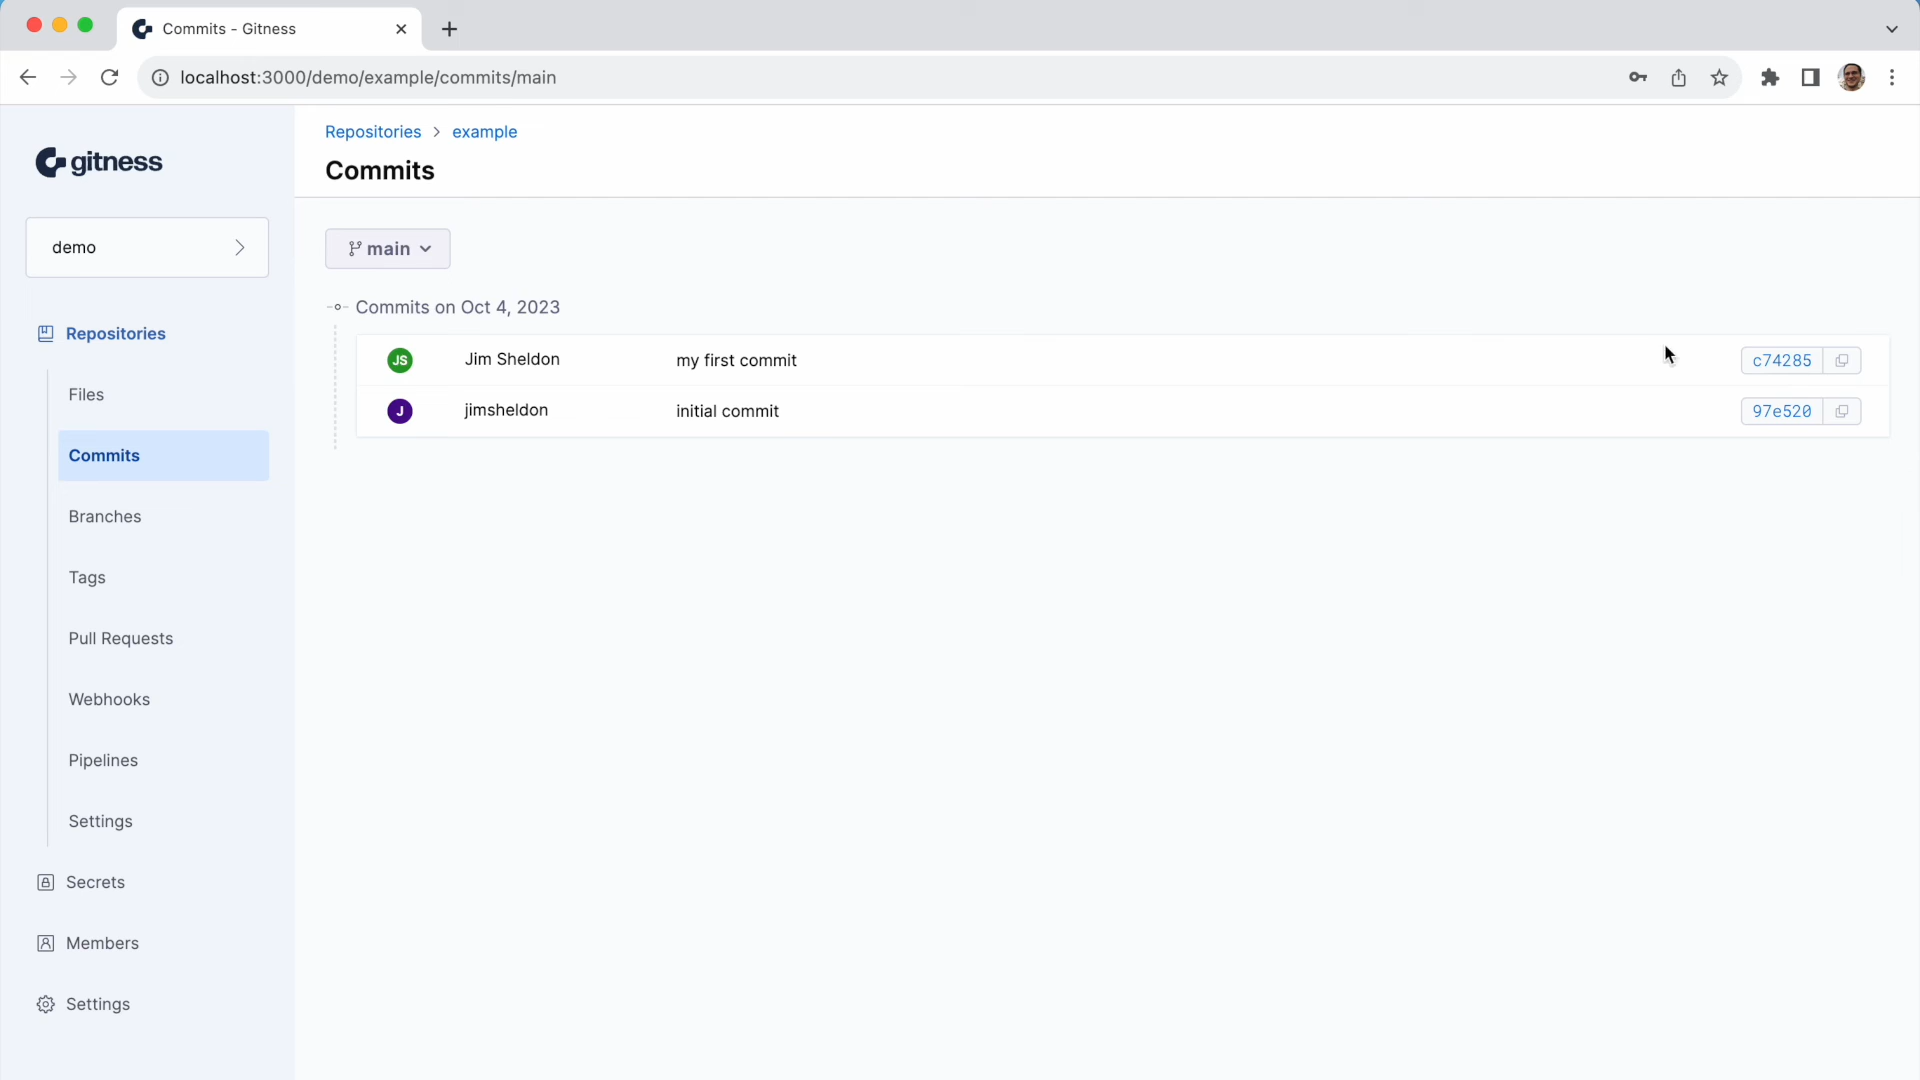 Commits - Gitness
localhost:3000/demo/example/commits/main
gitness
demo
Repositories
Files
Commits
Branches
Tags
Pull Requests
Webhooks
Pipelines
Settings
Secrets
Members
Settings
Repositories > example
Commits
main
Commits on Oct 4, 2023
JS Jim Sheldon my first commit c74285
J jimsheldon initial commit 97e520